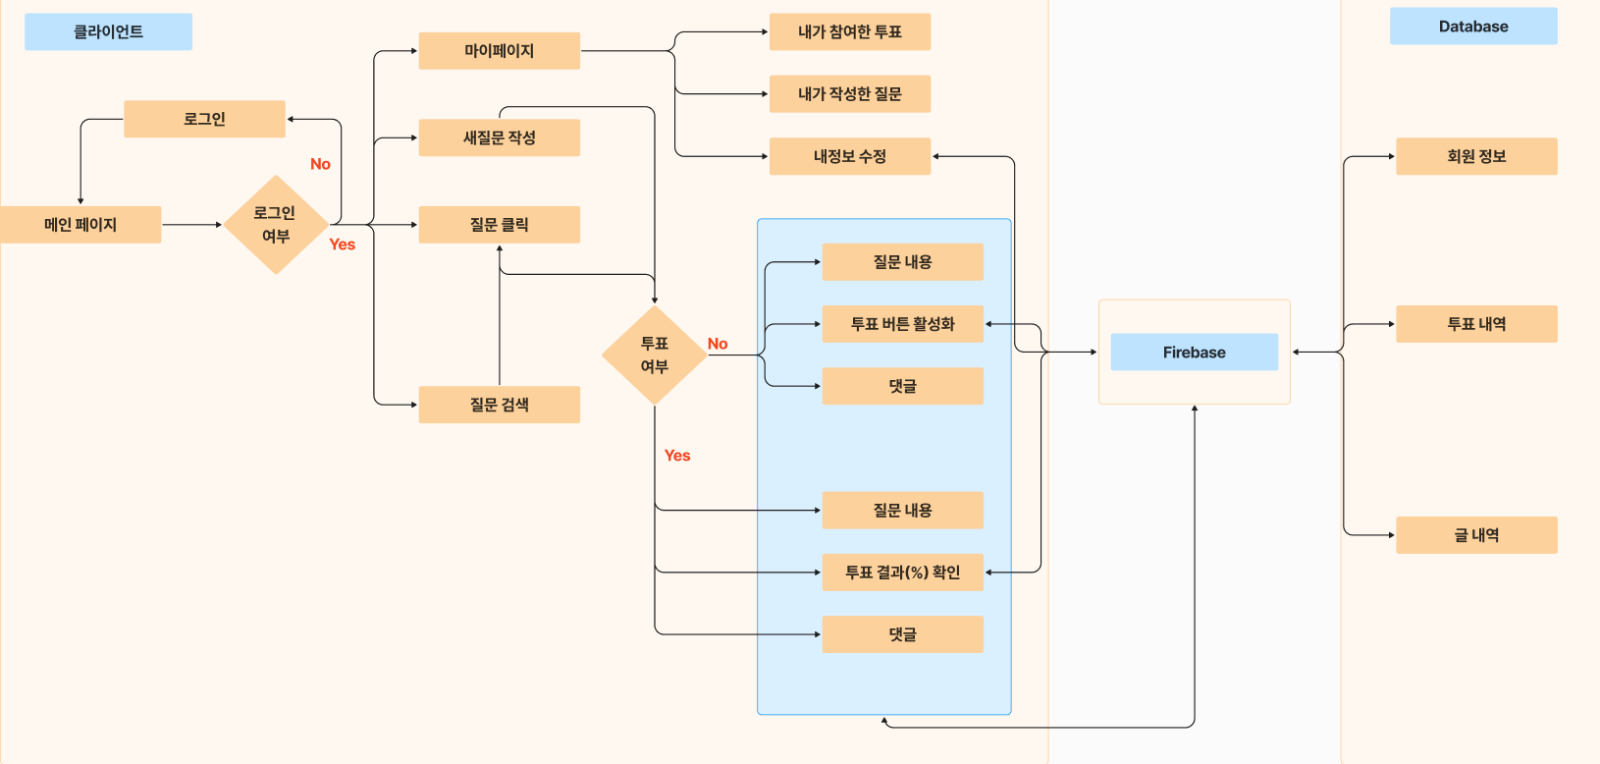 클라이언트
Database
마이페이지
내가 참여한 투표
내가 작성한 질문
내정보 수정
로그인
새질문 작성
No
메인 페이지
로그인
여부
Yes
질문 클릭
질문 검색
투표
여부
No
Yes
질문 내용
투표 버튼 활성화
댓글
질문 내용
투표 결과(%) 확인
댓글
Firebase
회원 정보
투표 내역
글 내역